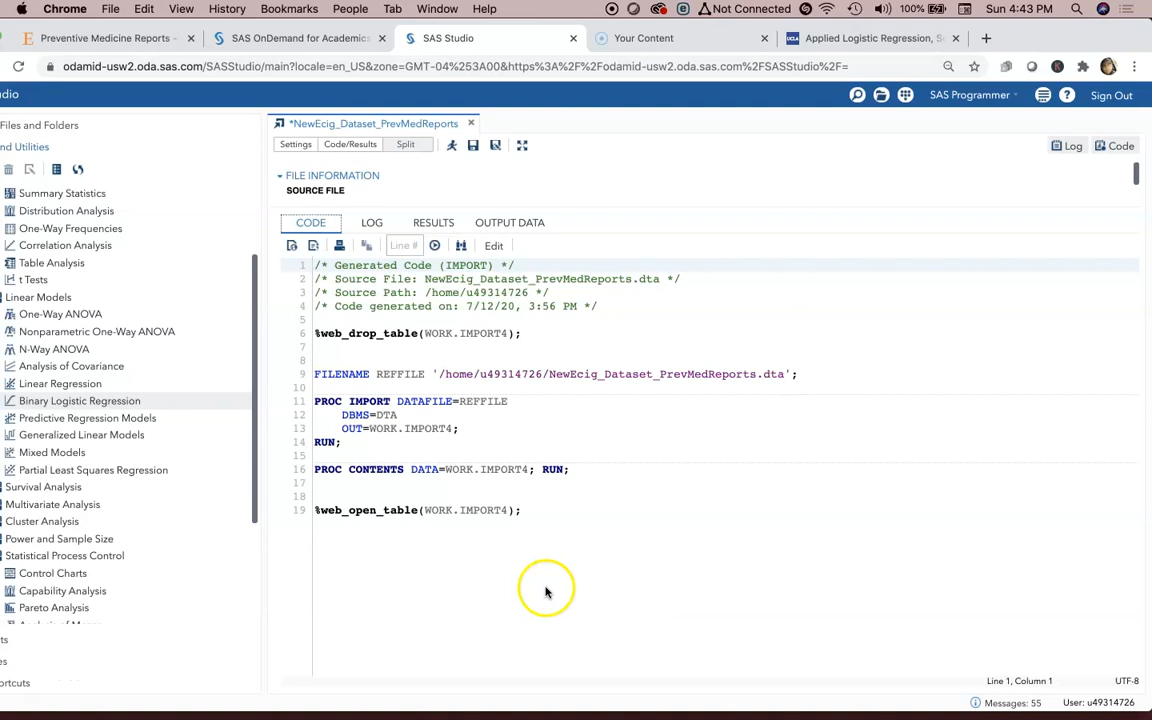 Chrome File Edit View History Bookmarks People Tab Window Help Not Connected 100% Sun 4:43 PM
Preventive Medicine Reports - × SAS OnDemand for Academics × SAS Studio × Your Content × Applied Logistic Regression, S × +
odamid-usw2.oda.sas.com/SASStudio/main?locale=en_US&zone=GMT-04%253A00&https%3A%2F%2Fodamid-usw2.oda.sas.com%2FSASStudio%2F=
dio SAS Programmer Sign Out
Files and Folders
nd Utilities
Summary Statistics
Distribution Analysis
One-Way Frequencies
Correlation Analysis
Table Analysis
t Tests
Linear Models
One-Way ANOVA
Nonparametric One-Way ANOVA
N-Way ANOVA
Analysis of Covariance
Linear Regression
Binary Logistic Regression
Predictive Regression Models
Generalized Linear Models
Mixed Models
Partial Least Squares Regression
Survival Analysis
Multivariate Analysis
Cluster Analysis
Power and Sample Size
Statistical Process Control
Control Charts
Capability Analysis
Pareto Analysis
ts
es
ortcuts
*NewEcig_Dataset_PrevMedReports ×
Settings Code/Results Split Log Code
FILE INFORMATION
SOURCE FILE
CODE LOG RESULTS OUTPUT DATA
Line # Edit
1 /* Generated Code (IMPORT) */
2 /* Source File: NewEcig_Dataset_PrevMedReports.dta */
3 /* Source Path: /home/u49314726 */
4 /* Code generated on: 7/12/20, 3:56 PM */
5
6 %web_drop_table(WORK.IMPORT4);
7
8
9 FILENAME REFFILE '/home/u49314726/NewEcig_Dataset_PrevMedReports.dta';
10
11 PROC IMPORT DATAFILE=REFFILE
12 DBMS=DTA
13 OUT=WORK.IMPORT4;
14 RUN;
15
16 PROC CONTENTS DATA=WORK.IMPORT4; RUN;
17
18
19 %web_open_table(WORK.IMPORT4);
Line 1, Column 1 UTF-8
Messages: 55 User: u49314726